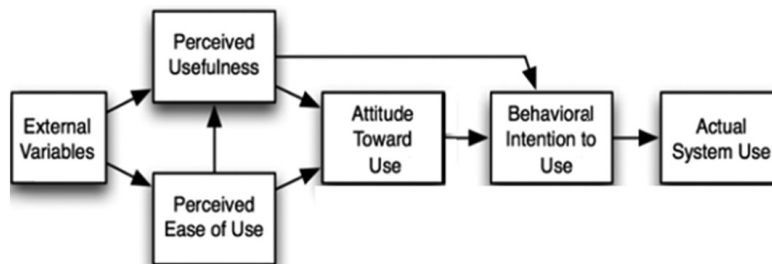 Perceived
Usefulness
External
Variables
Perceived
Ease of Use
Attitude
Toward
Use
Behavioral
Intention to
Use
Actual
System Use